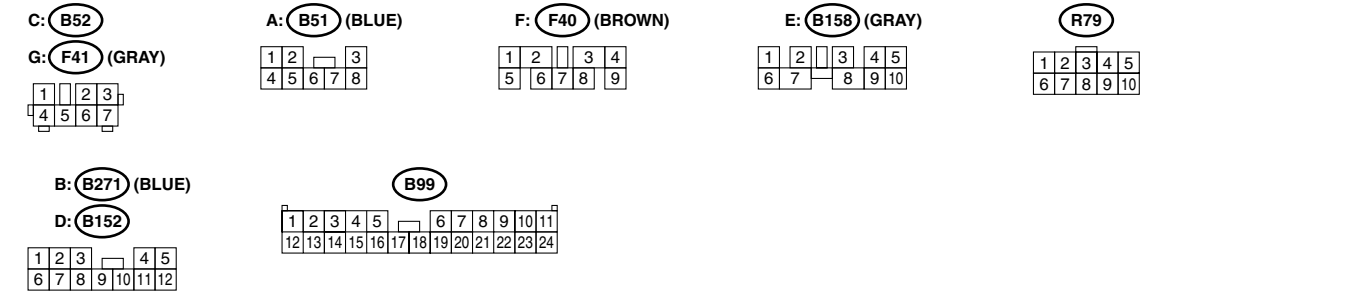 C: B52
G: F41 (GRAY)
1 2 3
4 5 6 7
A: B51 (BLUE)
1 2 3
4 5 6 7 8
F: F40 (BROWN)
1 2 3 4
5 6 7 8 9
E: B158 (GRAY)
1 2 3 4 5
6 7 8 9 10
R79
1 2 3 4 5
6 7 8 9 10
B: B271 (BLUE)
D: B152
1 2 3 4 5
6 7 8 9 10 11 12
B99
1 2 3 4 5 6 7 8 9 10 11
12 13 14 15 16 17 18 19 20 21 22 23 24